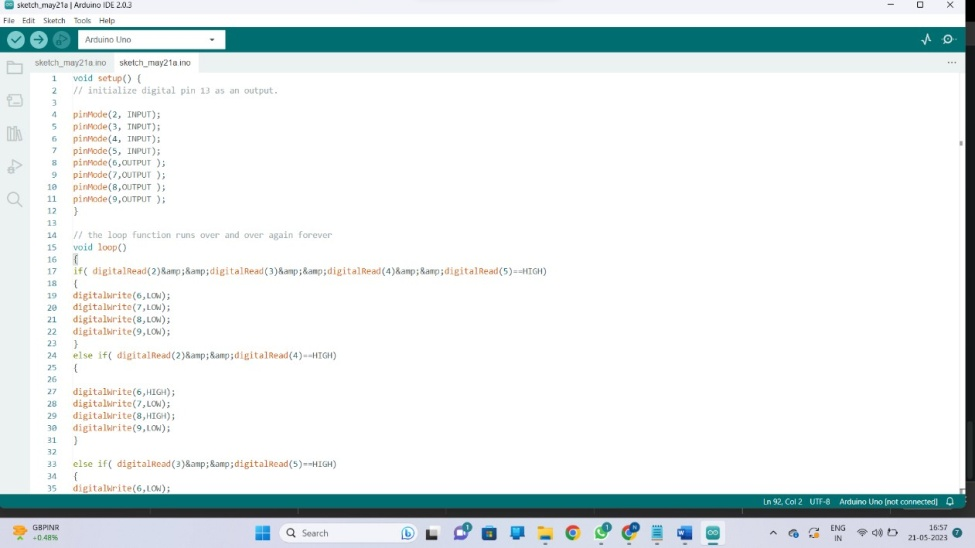 sketch_may21a | Arduino IDE 2.0.3
File Edit Sketch Tools Help
Arduino Uno
sketch_may21a.ino sketch_may21a.ino
1 void setup() {
2 // initialize digital pin 13 as an output.
3
4 pinMode(2, INPUT);
5 pinMode(3, INPUT);
6 pinMode(4, INPUT);
7 pinMode(5, INPUT);
8 pinMode(6,OUTPUT );
9 pinMode(7,OUTPUT );
10 pinMode(8,OUTPUT );
11 pinMode(9,OUTPUT );
12 }
13
14 // the loop function runs over and over again forever
15 void loop()
16 {
17 if( digitalRead(2)&amp;&amp;digitalRead(3)&amp;&amp;digitalRead(4)&amp;&amp;digitalRead(5)==HIGH)
18 {
19 digitalWrite(6,LOW);
20 digitalWrite(7,LOW);
21 digitalWrite(8,LOW);
22 digitalWrite(9,LOW);
23 }
24 else if( digitalRead(2)&amp;&amp;digitalRead(4)==HIGH)
25 {
26
27 digitalWrite(6,HIGH);
28 digitalWrite(7,LOW);
29 digitalWrite(8,HIGH);
30 digitalWrite(9,LOW);
31 }
32
33 else if( digitalRead(3)&amp;&amp;digitalRead(5)==HIGH)
34 {
35 digitalWrite(6,LOW);
Ln 92, Col 2 UTF-8 Arduino Uno [not connected]
GBPINR
+0.48%
Search
ENG
IN
16:57
21-05-2023